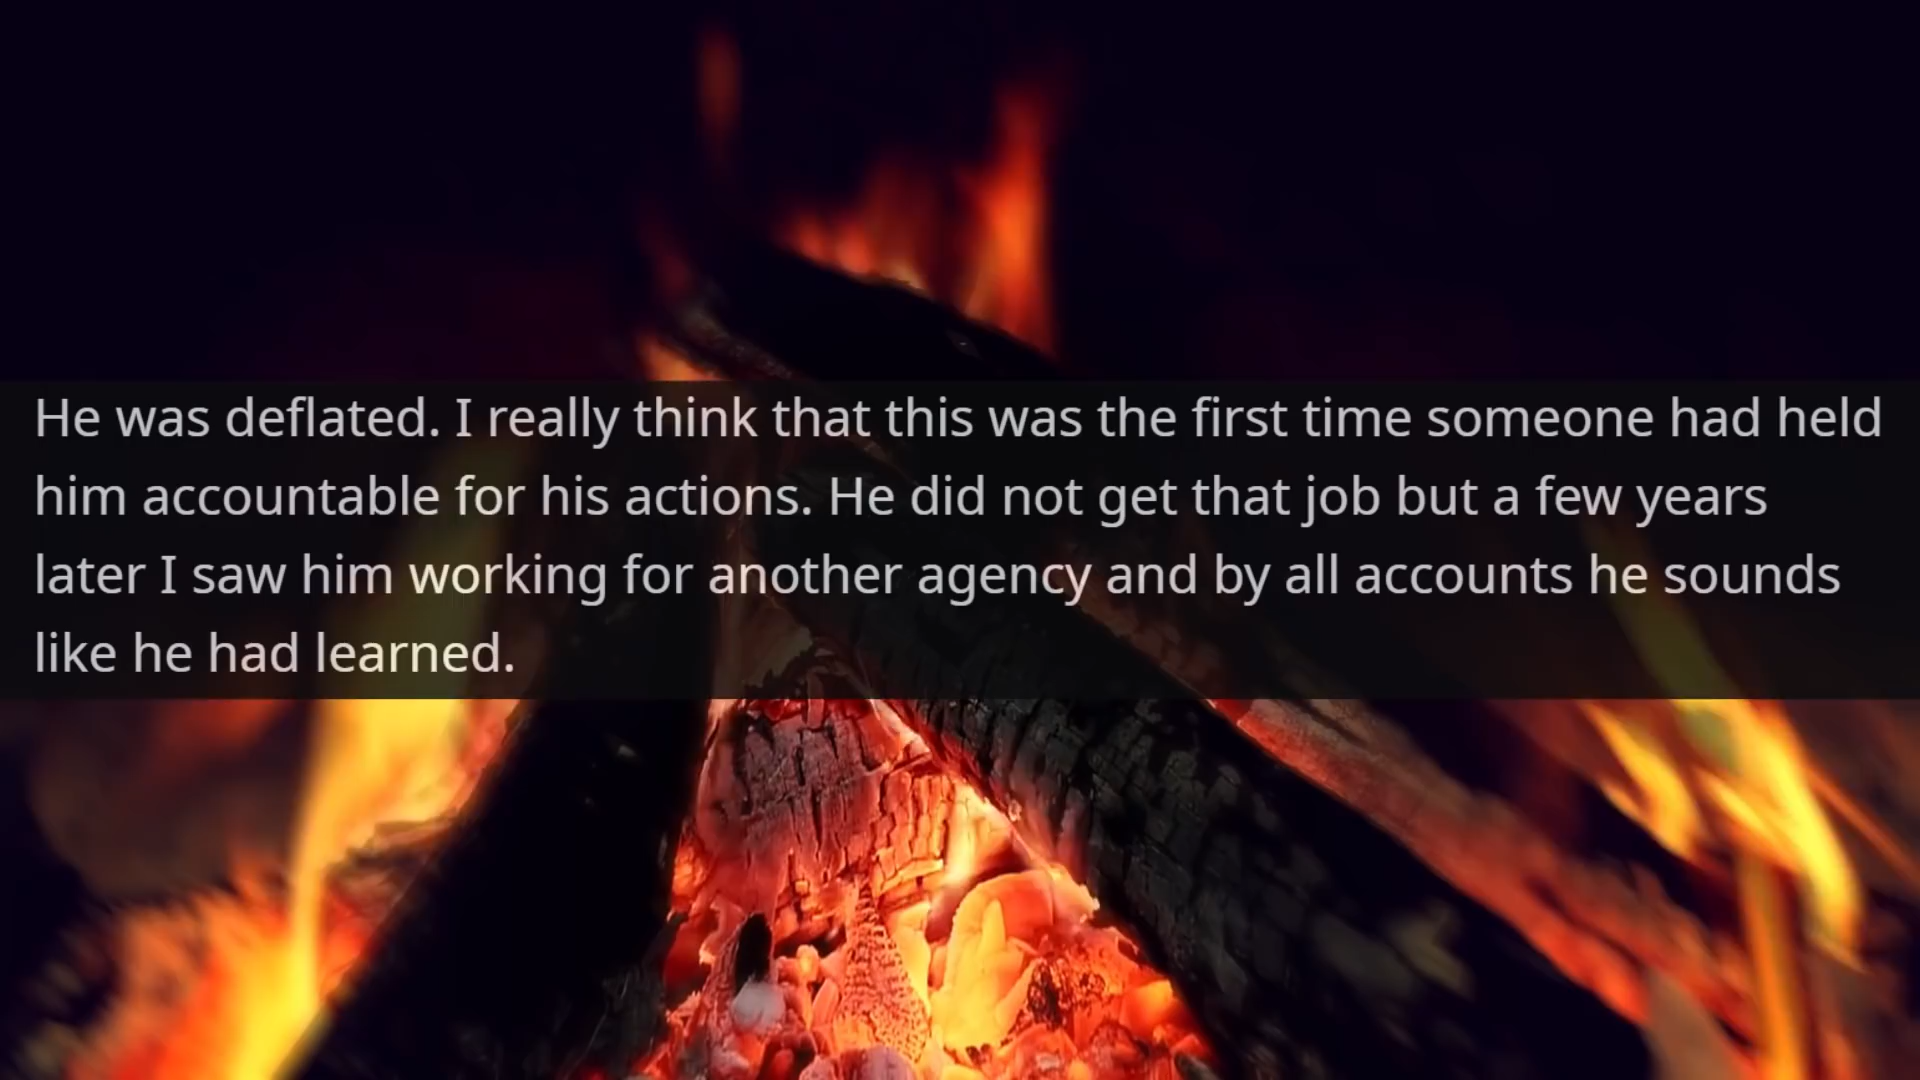 He was deflated. I really think that this was the first time someone had held
him accountable for his actions. He did not get that job but a few years
later I saw him working for another agency and by all accounts he sounds
like he had learned.